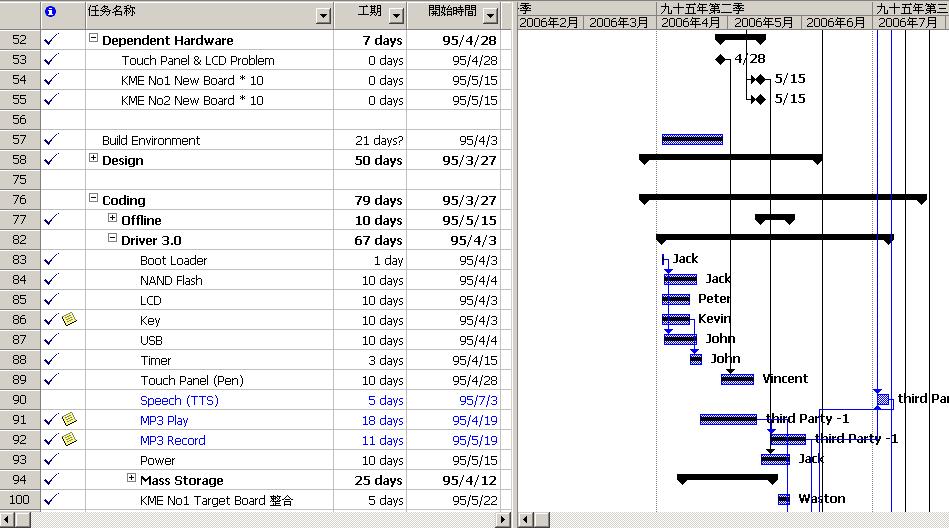 任务名称 工期 開始時間
季 九十五年第二季 九十五年第三
2006年2月 2006年3月 2006年4月 2006年5月 2006年6月 2006年7月
52 Dependent Hardware 7 days 95/4/28
53 Touch Panel & LCD Problem 0 days 95/4/28 4/28
54 KME No1 New Board * 10 0 days 95/5/15 5/15
55 KME No2 New Board * 10 0 days 95/5/15 5/15
56
57 Build Environment 21 days? 95/4/3
58 Design 50 days 95/3/27
75
76 Coding 79 days 95/3/27
77 Offline 10 days 95/5/15
82 Driver 3.0 67 days 95/4/3
83 Boot Loader 1 day 95/4/3 Jack
84 NAND Flash 10 days 95/4/4 Jack
85 LCD 10 days 95/4/3 Peter
86 Key 10 days 95/4/3 Kevin
87 USB 10 days 95/4/4 John
88 Timer 3 days 95/4/15 John
89 Touch Panel (Pen) 10 days 95/4/28 Vincent
90 Speech (TTS) 5 days 95/7/3 third Par
91 MP3 Play 18 days 95/4/19 third Party -1
92 MP3 Record 11 days 95/5/19 third Party -1
93 Power 10 days 95/5/15 Jack
94 Mass Storage 25 days 95/4/12
100 KME No1 Target Board 整合 5 days 95/5/22 Waston